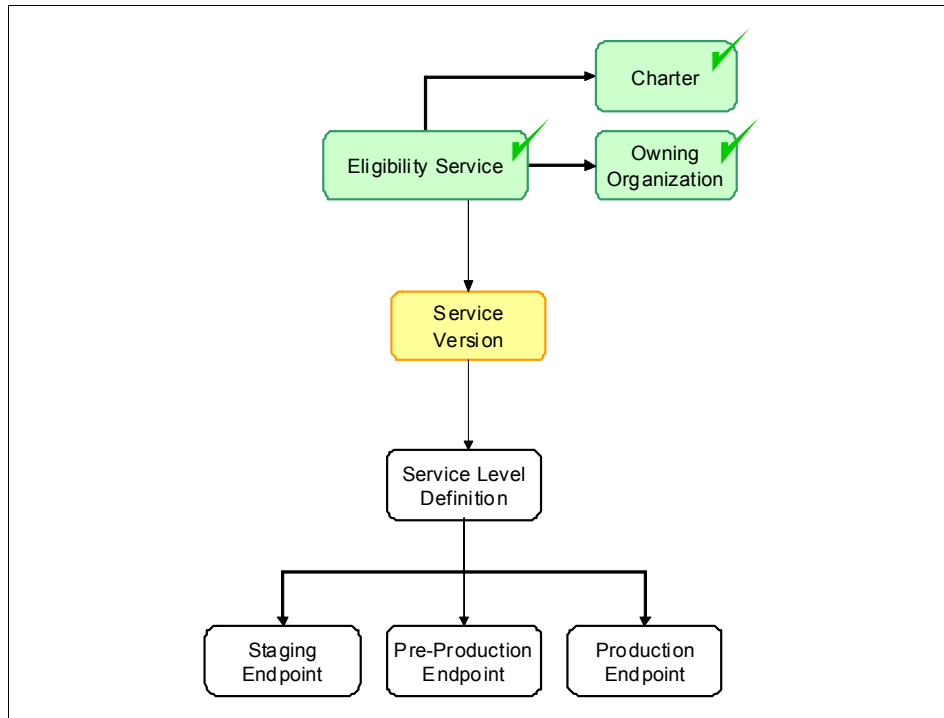 Charter
Eligibility Service
Owning
Organization
Service
Version
Service Level
Definition
Staging
Endpoint
Pre-Production
Endpoint
Production
Endpoint